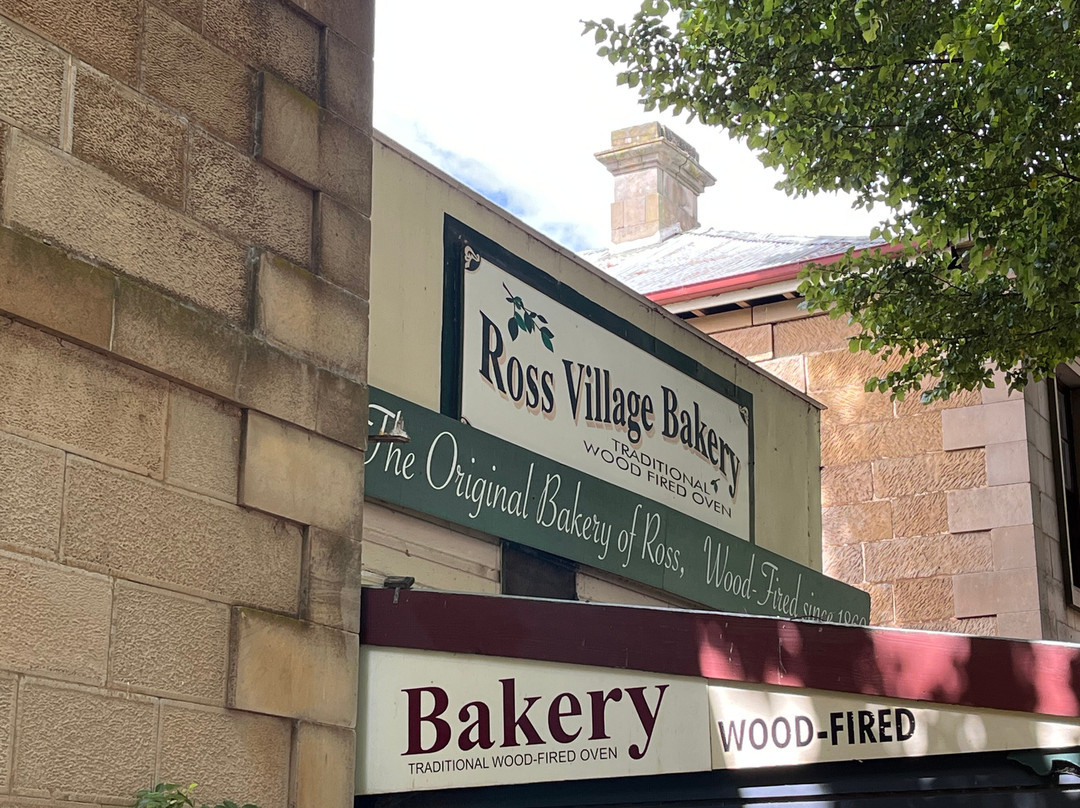 Ross Village Bakery
TRADITIONAL
WOOD FIRED OVEN
The Original Bakery of Ross, Wood-Fired since
Bakery
TRADITIONAL WOOD-FIRED OVEN
WOOD-FIRED